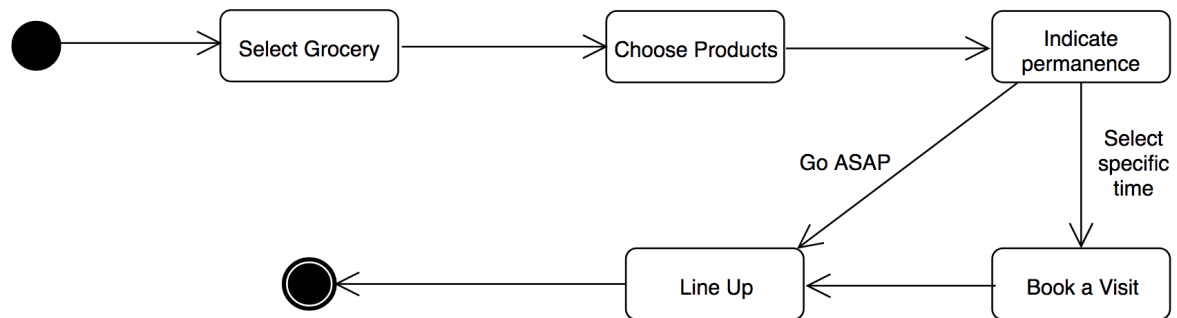 Select Grocery
Choose Products
Indicate
permanence
Go ASAP
Select
specific
time
Line Up
Book a Visit